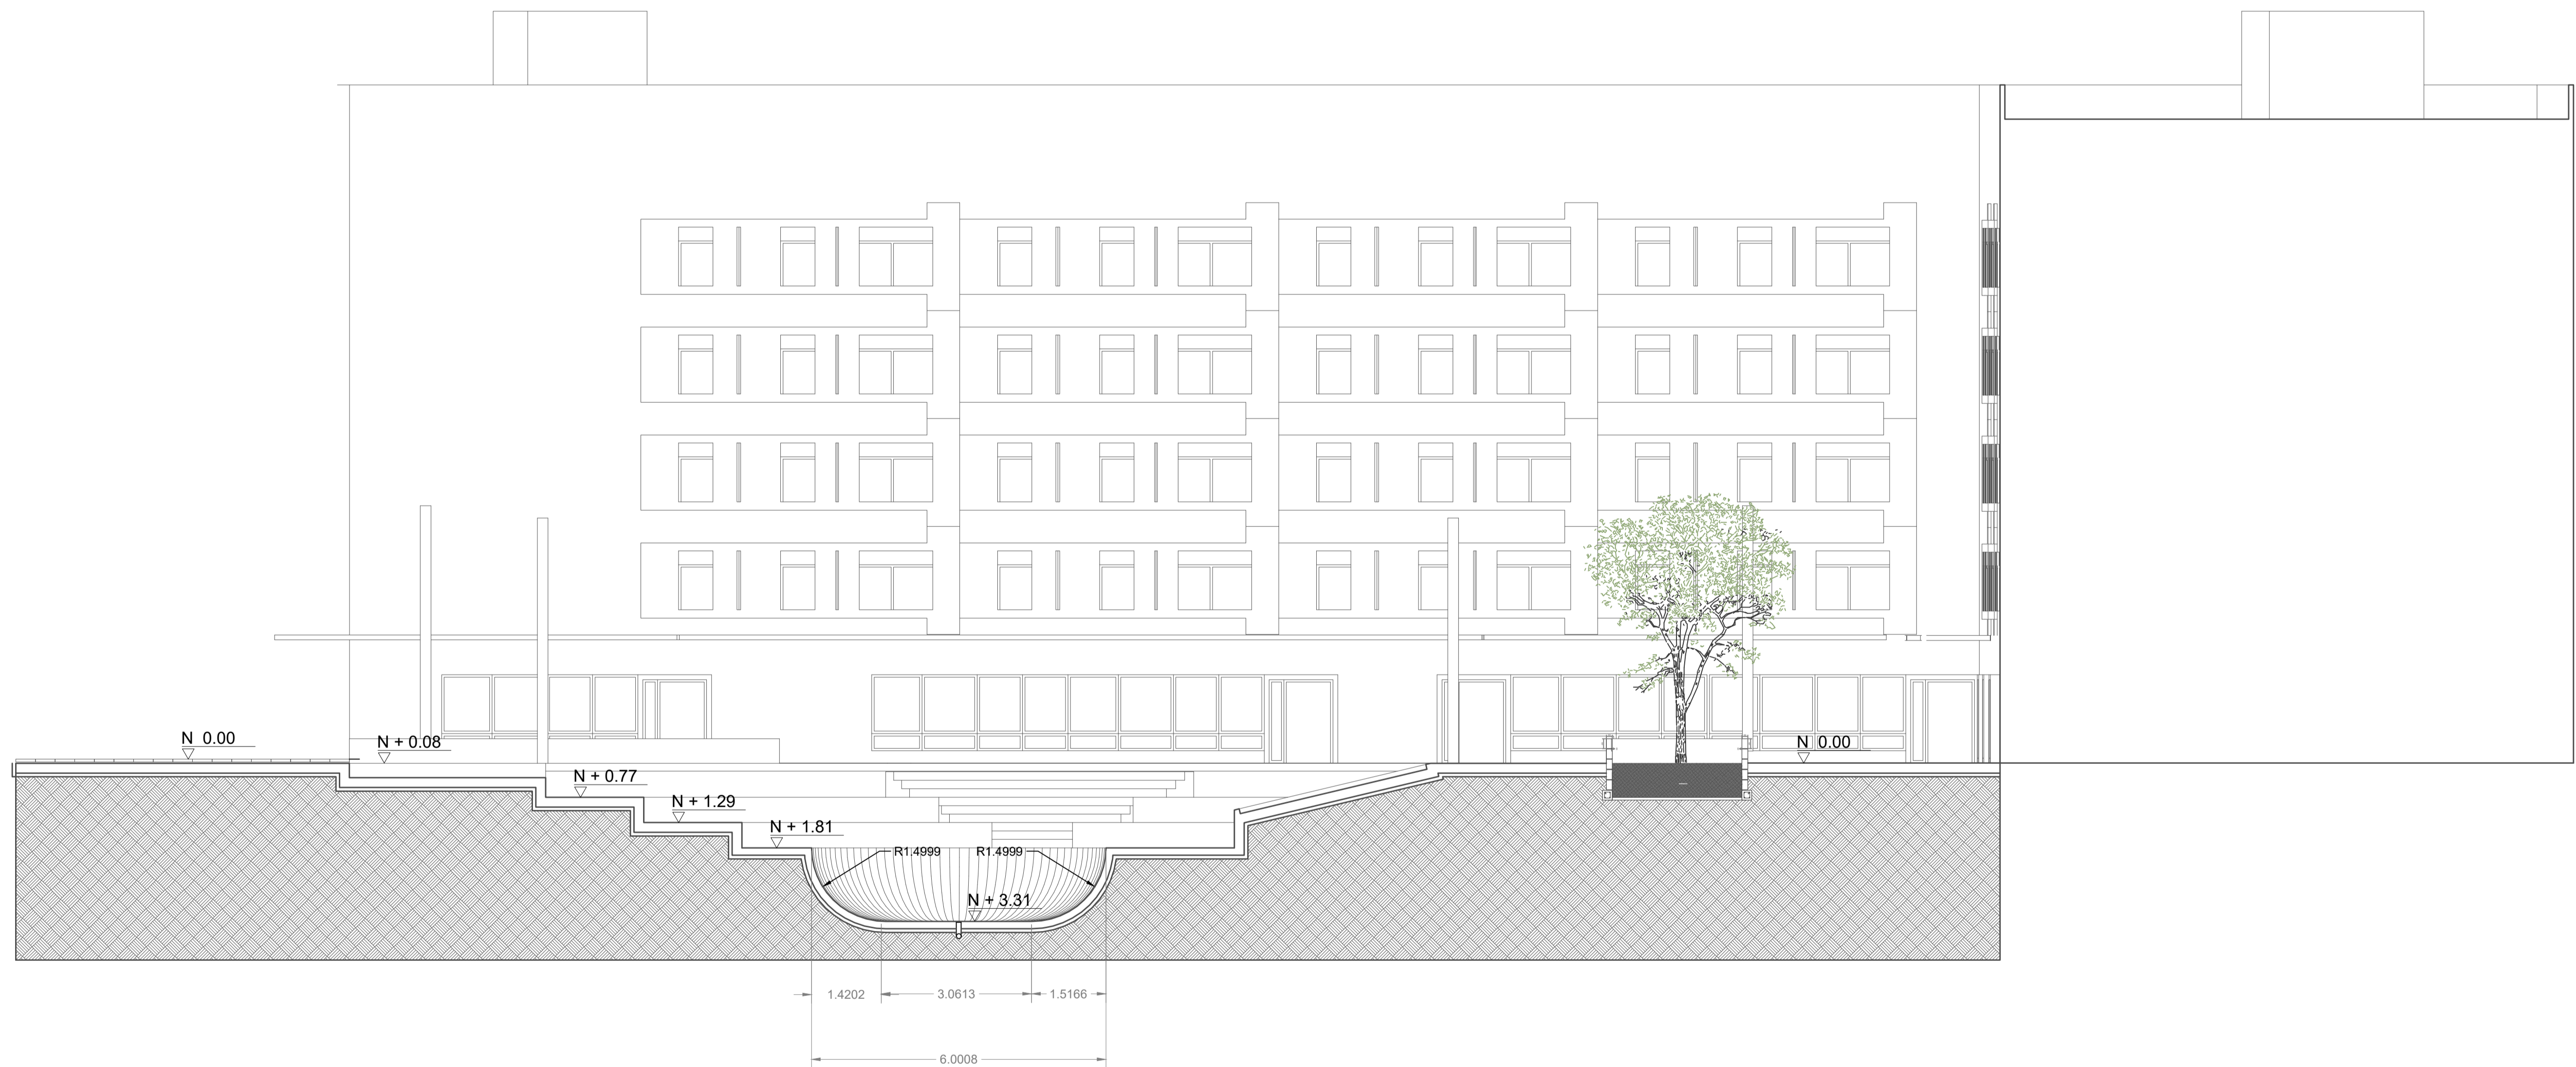 N 0.00
N + 0.08
N 0.00
N + 0.77
N + 1.29
N + 1.81
R1.4999
R1.4999
N + 3.31
1.4202
3.0613
1.5166
6.0008